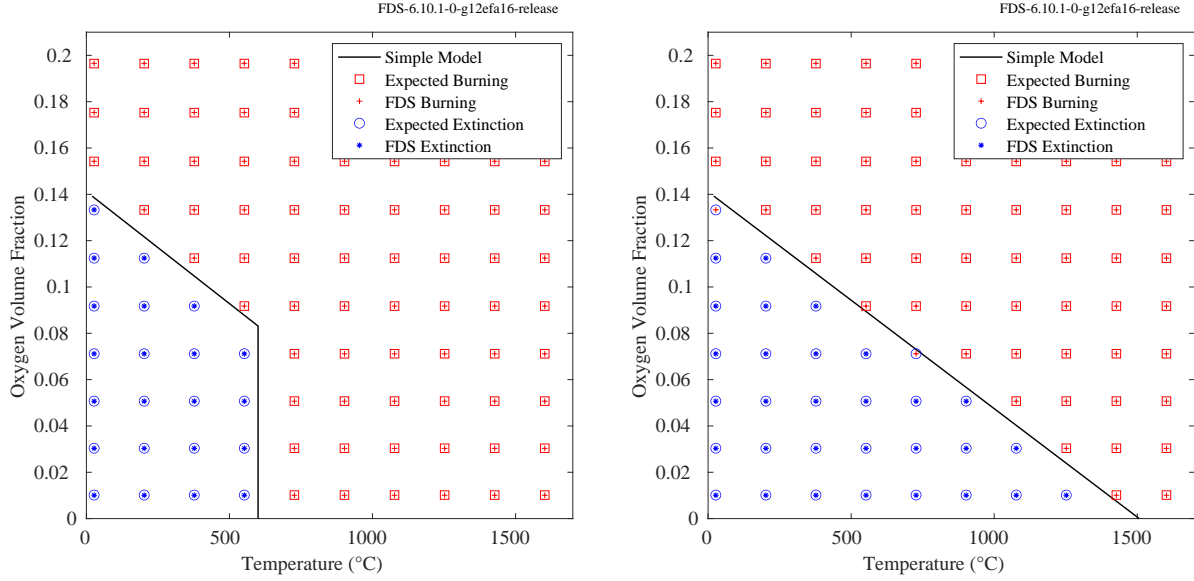 FDS-6.10.1-0-g12efa16-release
Simple Model
Expected Burning
FDS Burning
Expected Extinction
FDS Extinction
0.2
0.18
0.16
0.14
0.12
0.1
0.08
0.06
0.04
0.02
0
Oxygen Volume Fraction
0 500 1000 1500
Temperature (°C)
FDS-6.10.1-0-g12efa16-release
Simple Model
Expected Burning
FDS Burning
Expected Extinction
FDS Extinction
0.2
0.18
0.16
0.14
0.12
0.1
0.08
0.06
0.04
0.02
0
Oxygen Volume Fraction
0 500 1000 1500
Temperature (°C)